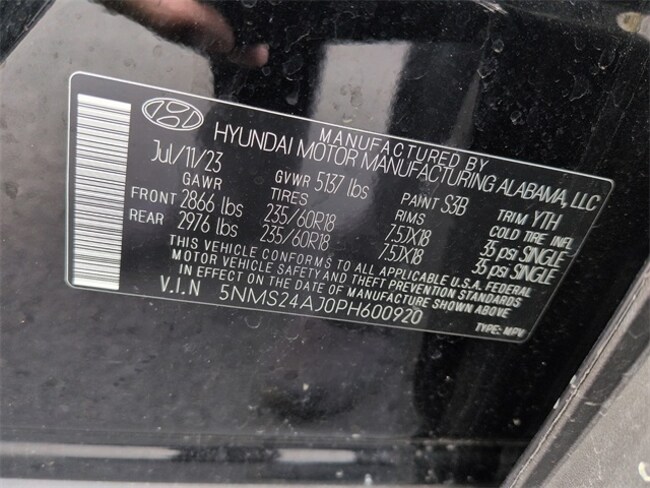 MANUFACTURED BY
HYUNDAI MOTOR MANUFACTURING ALABAMA, LLC
Jul/11/23 GVWR 5137 lbs PAINT S3B TRIM YTH
GAWR TIRES RIMS COLD TIRE INFL
FRONT 2866 lbs 235/60R18 7.5JX18 35 psi SINGLE
REAR 2976 lbs 235/60R18 7.5JX18 35 psi SINGLE
THIS VEHICLE CONFORMS TO ALL APPLICABLE U.S.A. FEDERAL
MOTOR VEHICLE SAFETY AND THEFT PREVENTION STANDARDS
IN EFFECT ON THE DATE OF MANUFACTURE SHOWN ABOVE
V.I.N 5NMS24AJ0PH600920
TYPE: MPV